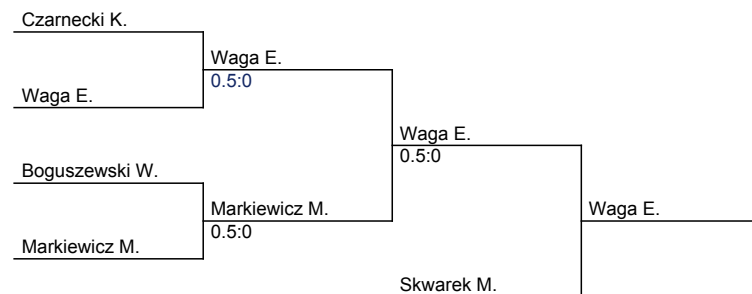 Czarnecki K.
Waga E.
0.5:0
Waga E.
Waga E.
0.5:0
Boguszewski W.
Markiewicz M.
0.5:0
Waga E.
Markiewicz M.
Skwarek M.